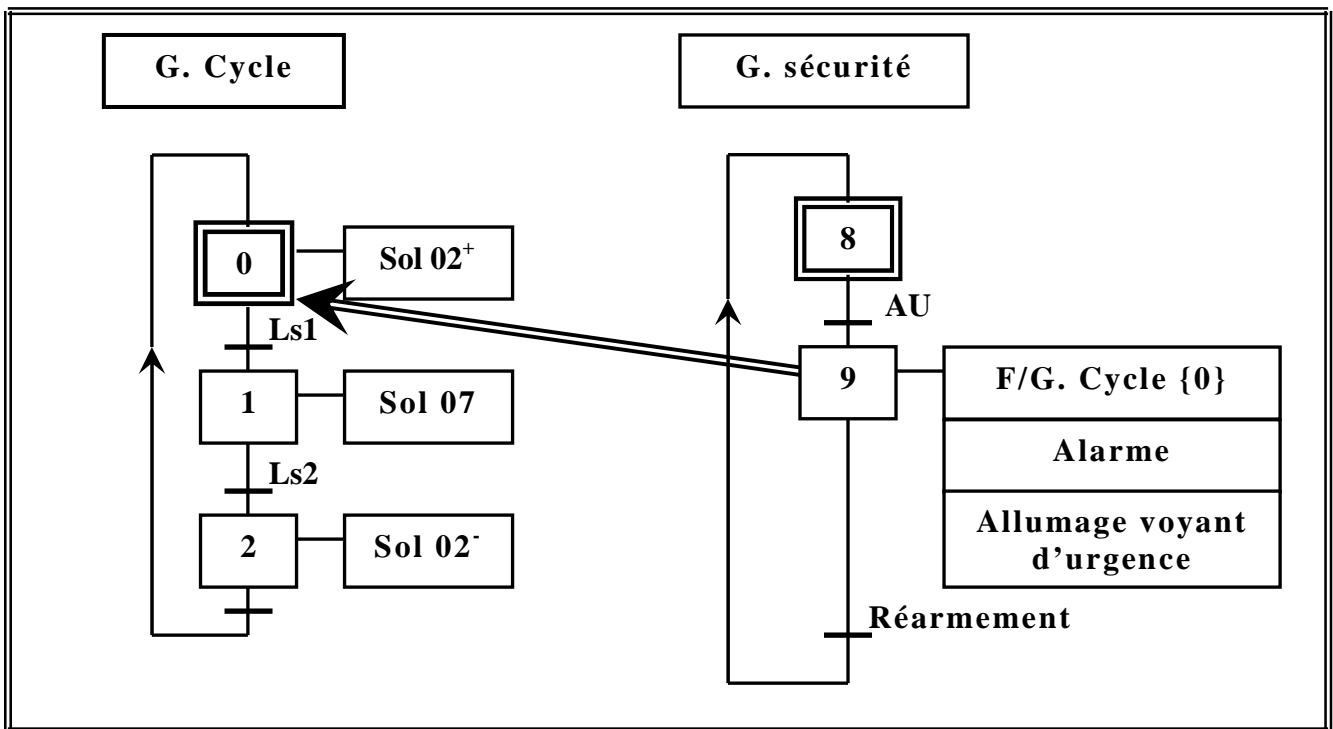 G. Cycle
G. sécurité
0
Sol 02⁺
Ls1
1
Sol 07
Ls2
2
Sol 02⁻
8
AU
9
F/G. Cycle {0}
Alarme
Allumage voyant
d'urgence
Réarmement